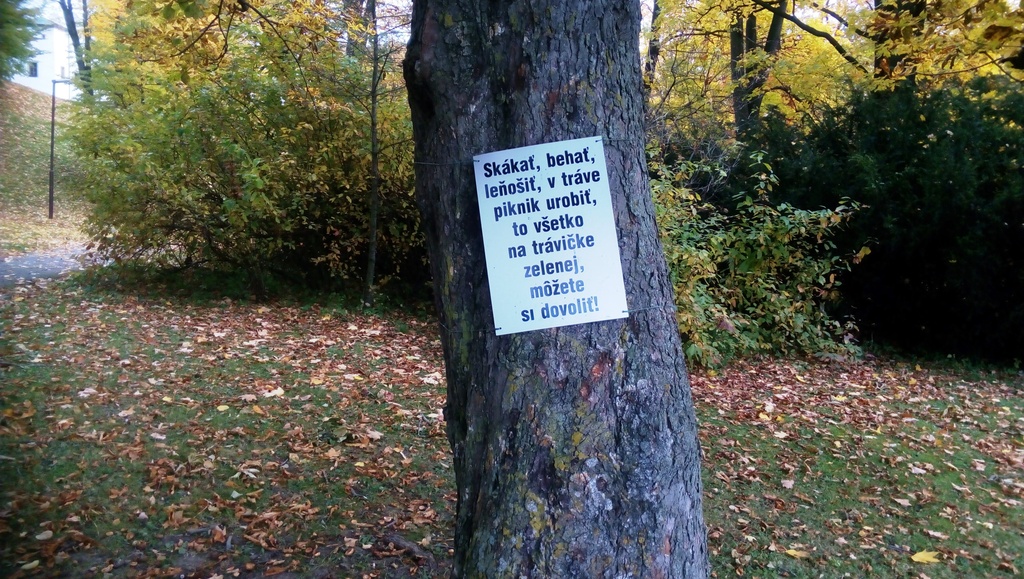 Skákať, behať,
leňošiť, v tráve
piknik urobiť,
to všetko
na trávičke
zelenej,
môžete
si dovoliť!